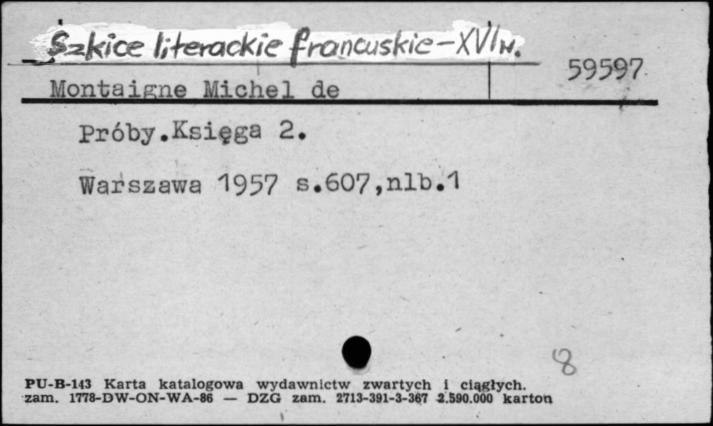 Szkice literackie francuskie-XVIw.
59597
Montaigne Michel de
Próby.Księga 2.
Warszawa 1957 s.607,nlb.1
8
PU-B-143 Karta katalogowa wydawnictw zwartych i ciągłych.
zam. 1778-DW-ON-WA-86 — DZG zam. 2713-391-3-367 2.590.000 karton